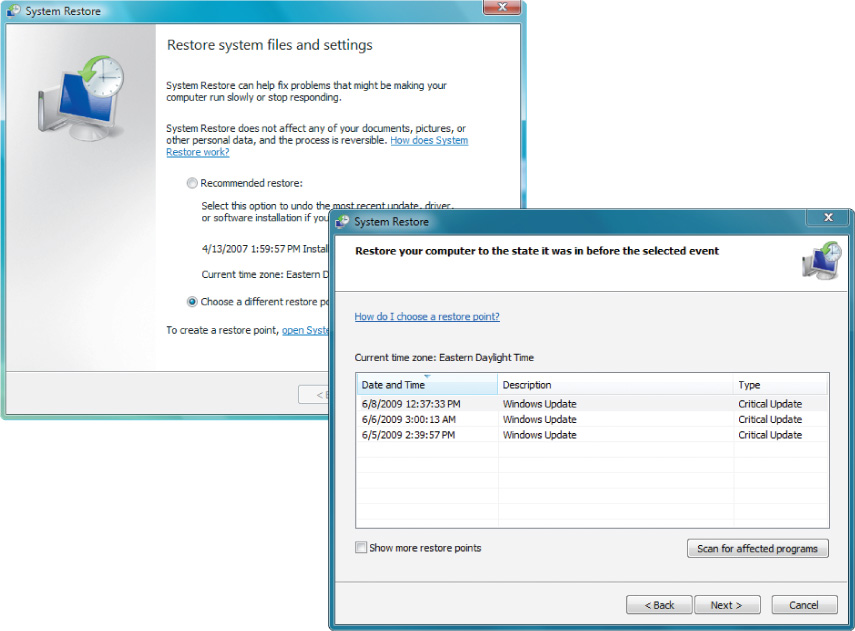 System Restore
Restore system files and settings
System Restore can help fix problems that might be making your
computer run slowly or stop responding.
System Restore does not affect any of your documents, pictures, or
other personal data, and the process is reversible. How does System
Restore work?
Recommended restore:
Select this option to undo the most recent update, driver,
or software installation if you
4/13/2007 1:59:57 PM Instal
Current time zone: Eastern D
Choose a different restore po
To create a restore point, open Syste
< B
System Restore
Restore your computer to the state it was in before the selected event
How do I choose a restore point?
Current time zone: Eastern Daylight Time
Date and Time Description Type
6/8/2009 12:37:33 PM Windows Update Critical Update
6/6/2009 3:00:13 AM Windows Update Critical Update
6/5/2009 2:39:57 PM Windows Update Critical Update
Show more restore points Scan for affected programs
< Back Next > Cancel